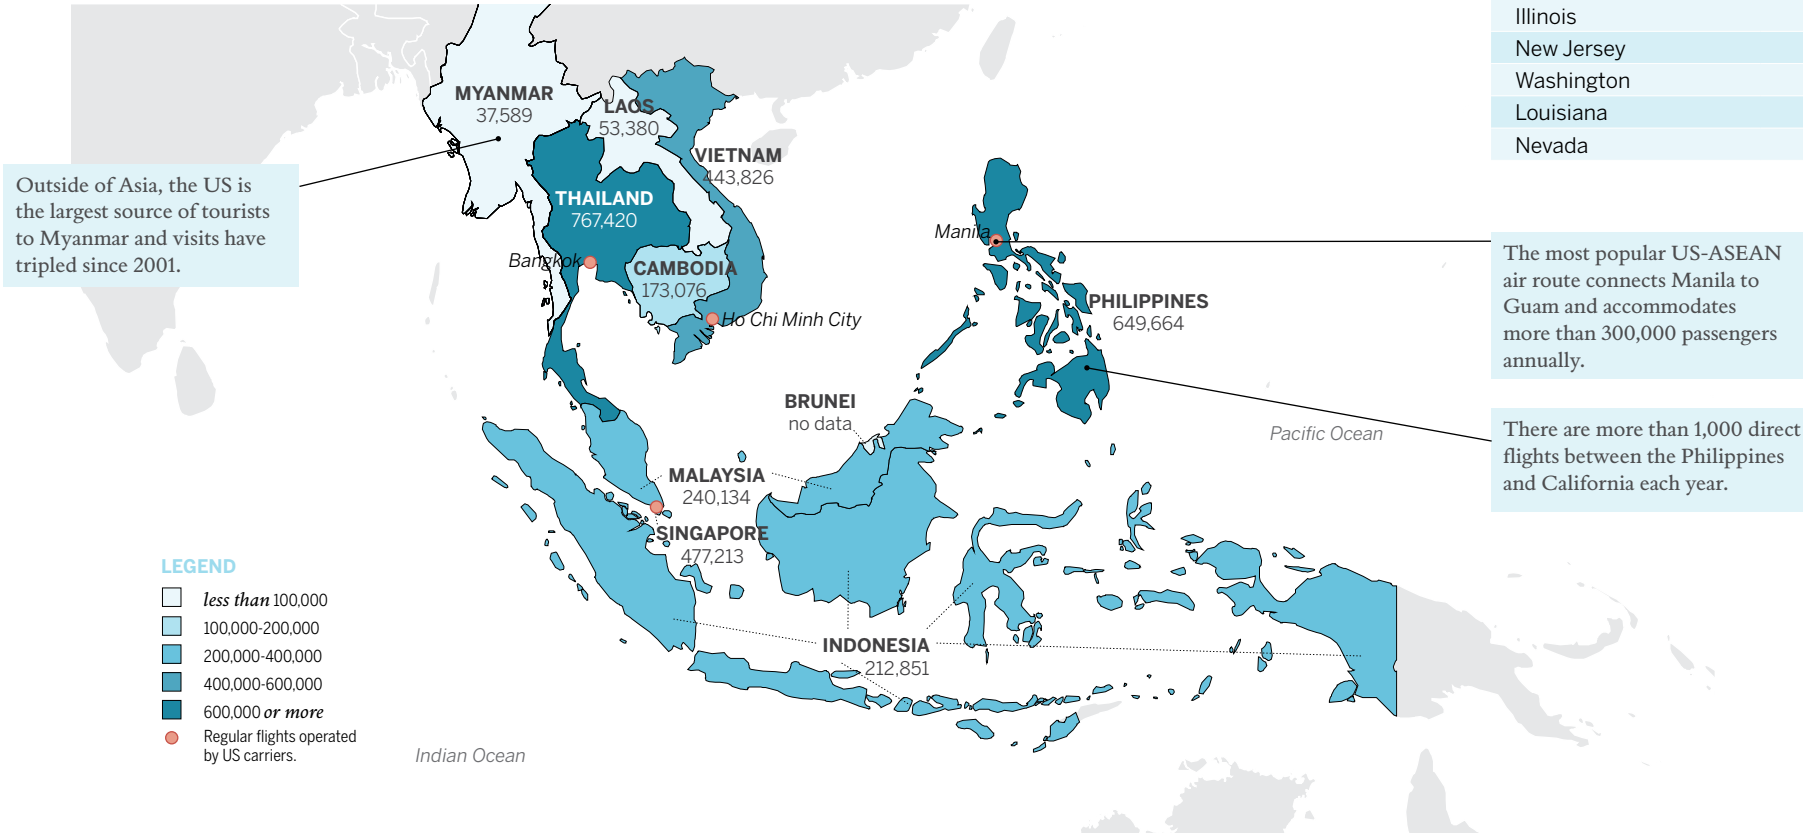 Illinois
New Jersey
Washington
Louisiana
Nevada
MYANMAR
37,589
LAOS
53,380
VIETNAM
443,826
Outside of Asia, the US is
the largest source of tourists
to Myanmar and visits have
tripled since 2001.
THAILAND
767,420
Bangkok
CAMBODIA
173,076
Ho Chi Minh City
Manila
PHILIPPINES
649,664
The most popular US-ASEAN
air route connects Manila to
Guam and accommodates
more than 300,000 passengers
annually.
BRUNEI
no data
Pacific Ocean
There are more than 1,000 direct
flights between the Philippines
and California each year.
MALAYSIA
240,134
SINGAPORE
477,213
INDONESIA
212,851
LEGEND
less than 100,000
100,000-200,000
200,000-400,000
400,000-600,000
600,000 or more
Regular flights operated
by US carriers.
Indian Ocean